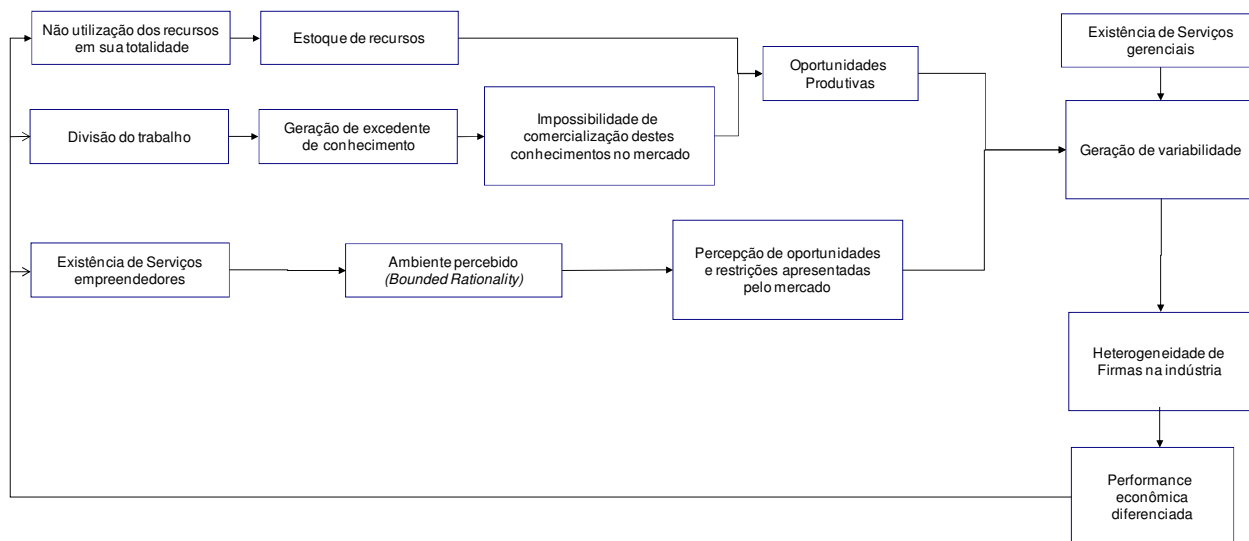 Não utilização dos recursos
em sua totalidade
Estoque de recursos
Existência de Serviços
gerenciais
Oportunidades
Produtivas
Divisão do trabalho
Geração de excedente
de conhecimento
Impossibilidade de
comercialização destes
conhecimentos no mercado
Geração de variabilidade
Existência de Serviços
empreendedores
Ambiente percebido
(Bounded Rationality)
Percepção de oportunidades
e restrições apresentadas
pelo mercado
Heterogeneidade de
Firmas na indústria
Performance
econômica
diferenciada